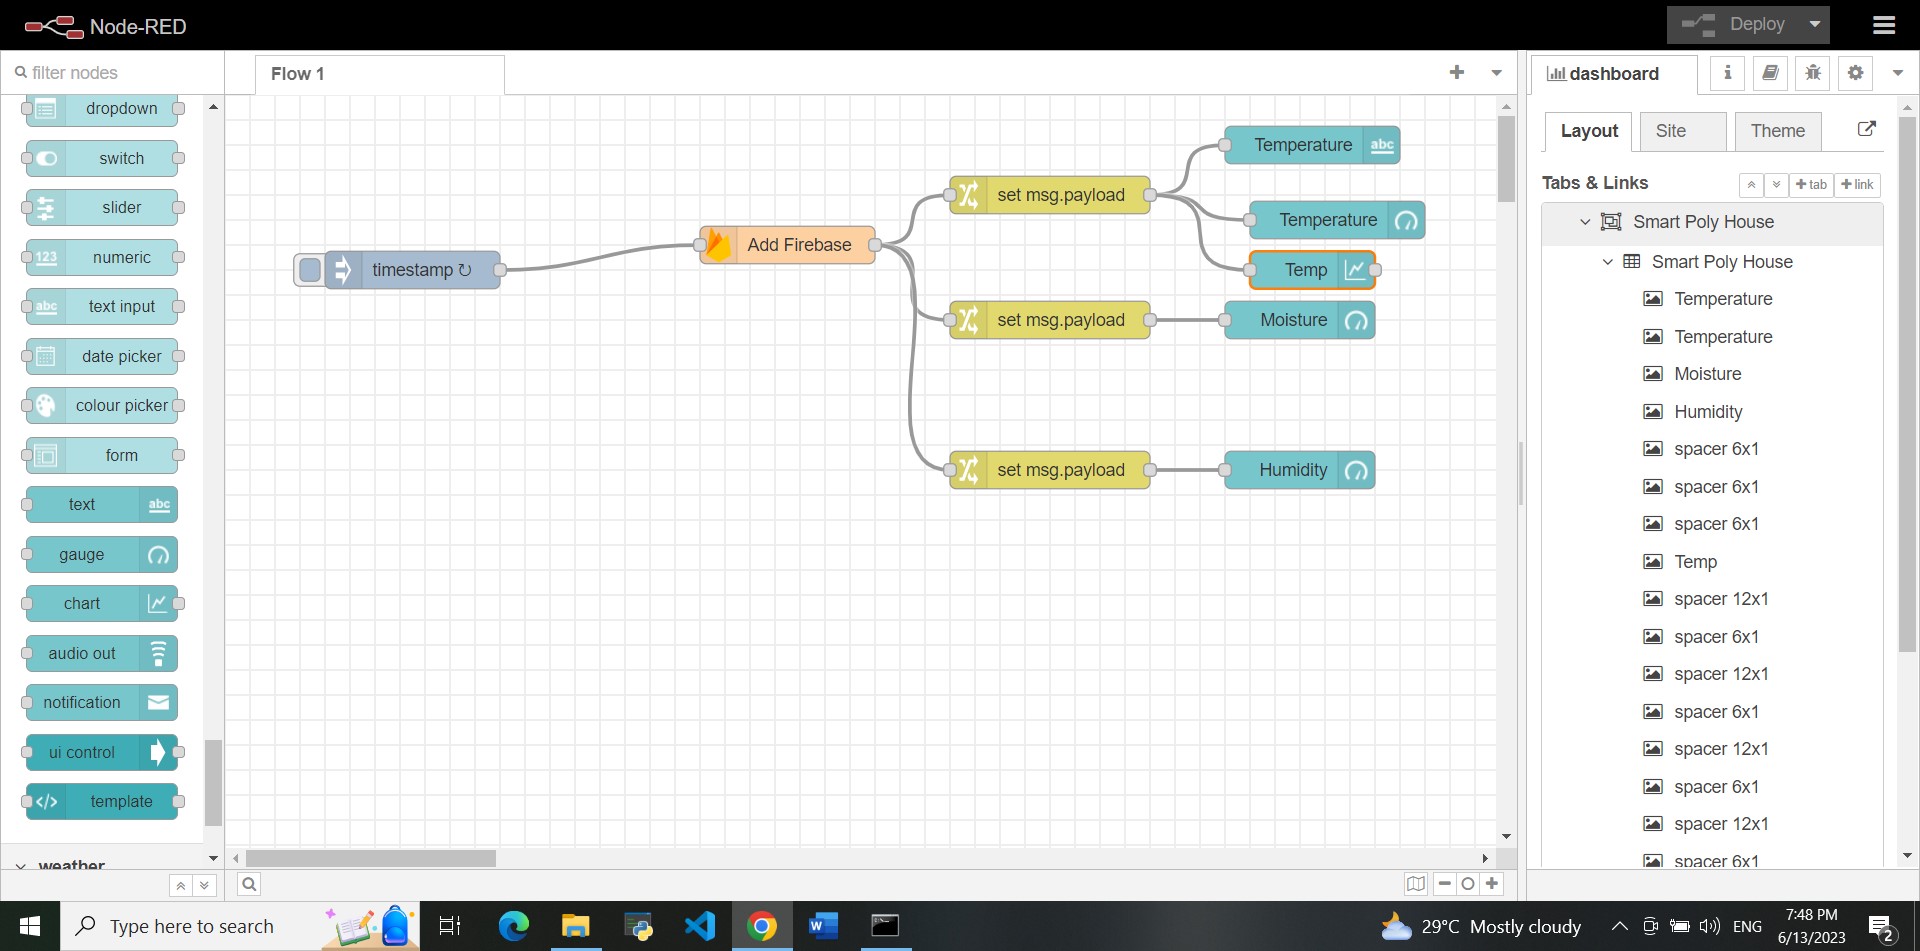 Node-RED
Deploy
filter nodes
Flow 1
dashboard
i
dropdown
switch
slider
123 numeric
abc text input
date picker
colour picker
form
text abc
gauge
chart
audio out
notification
ui control
</> template
weather
timestamp ↻
Add Firebase
set msg.payload
set msg.payload
set msg.payload
Temperature abc
Temperature
Temp
Moisture
Humidity
Layout
Site
Theme
Tabs & Links
+ tab
+ link
Smart Poly House
Smart Poly House
Temperature
Temperature
Moisture
Humidity
spacer 6x1
spacer 6x1
spacer 6x1
Temp
spacer 12x1
spacer 6x1
spacer 12x1
spacer 6x1
spacer 12x1
spacer 6x1
spacer 12x1
spacer 6x1
Type here to search
29°C Mostly cloudy
ENG
7:48 PM
6/13/2023
2